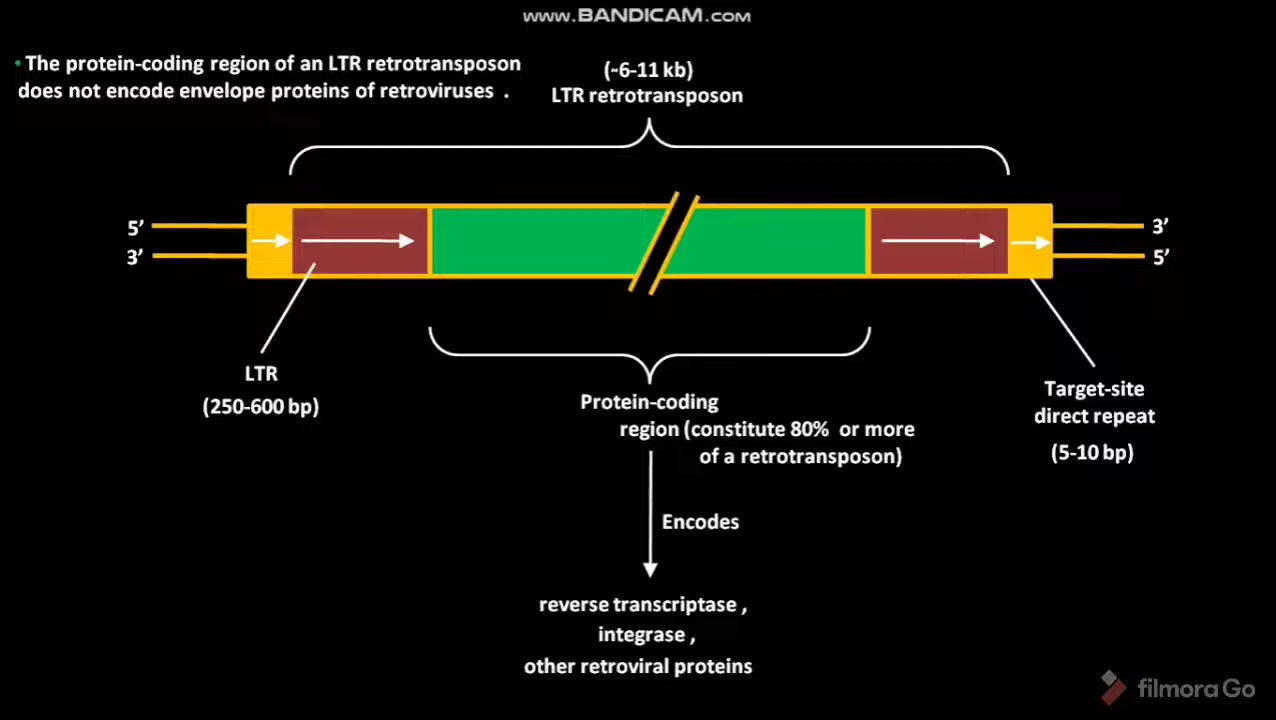 www.BANDICAM.com
• The protein-coding region of an LTR retrotransposon
does not encode envelope proteins of retroviruses .
(~6-11 kb)
LTR retrotransposon
5’
3’
3’
5’
LTR
(250-600 bp)
Protein-coding
region (constitute 80% or more
of a retrotransposon)
Target-site
direct repeat
(5-10 bp)
Encodes
reverse transcriptase ,
integrase ,
other retroviral proteins
filmora Go